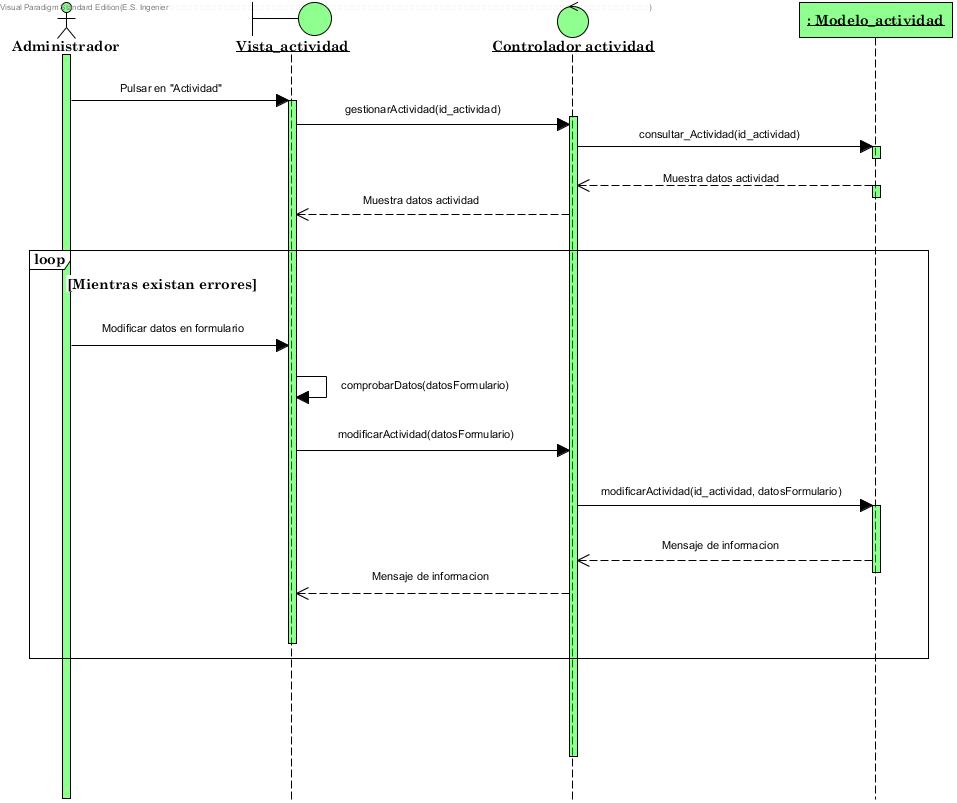 Visual Paradigm Standard Edition(E.S. Ingenier
)
Administrador
Vista_actividad
Controlador actividad
: Modelo_actividad
Pulsar en "Actividad"
gestionarActividad(id_actividad)
consultar_Actividad(id_actividad)
Muestra datos actividad
Muestra datos actividad
loop
[Mientras existan errores]
Modificar datos en formulario
comprobarDatos(datosFormulario)
modificarActividad(datosFormulario)
modificarActividad(id_actividad, datosFormulario)
Mensaje de informacion
Mensaje de informacion